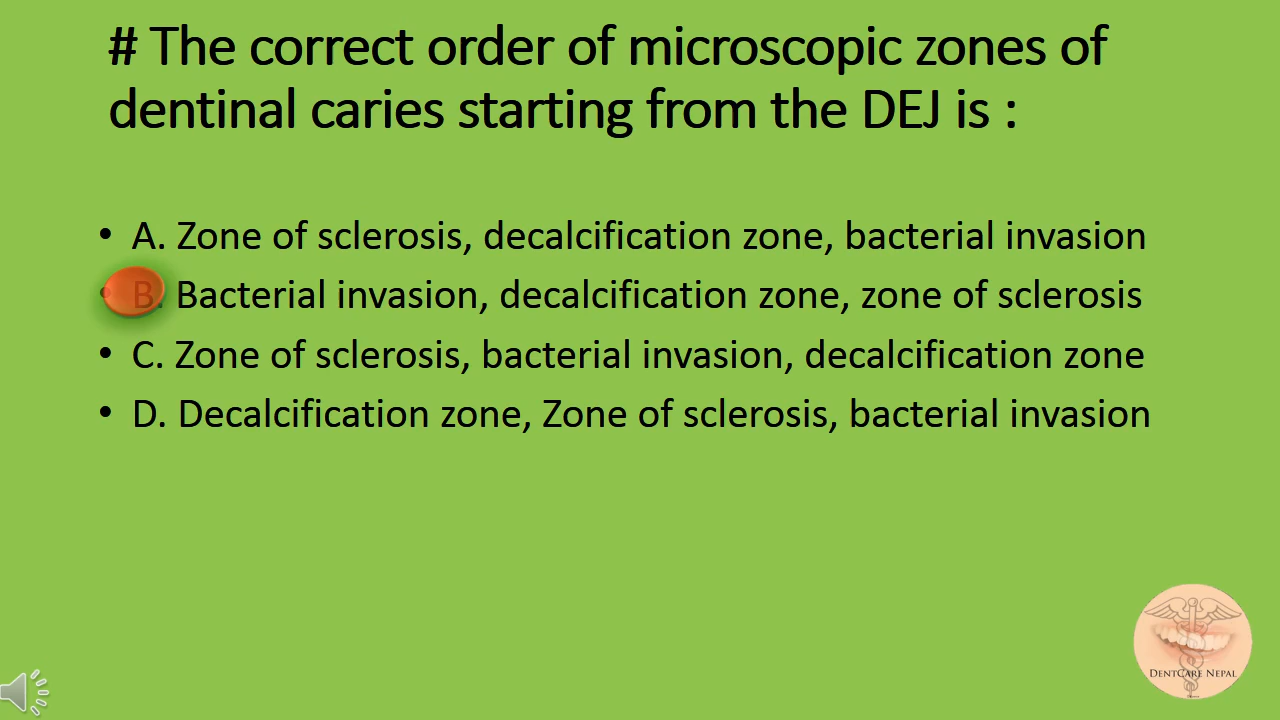 # The correct order of microscopic zones of
dentinal caries starting from the DEJ is :
• A. Zone of sclerosis, decalcification zone, bacterial invasion
• B. Bacterial invasion, decalcification zone, zone of sclerosis
• C. Zone of sclerosis, bacterial invasion, decalcification zone
• D. Decalcification zone, Zone of sclerosis, bacterial invasion
DENTCARE NEPAL